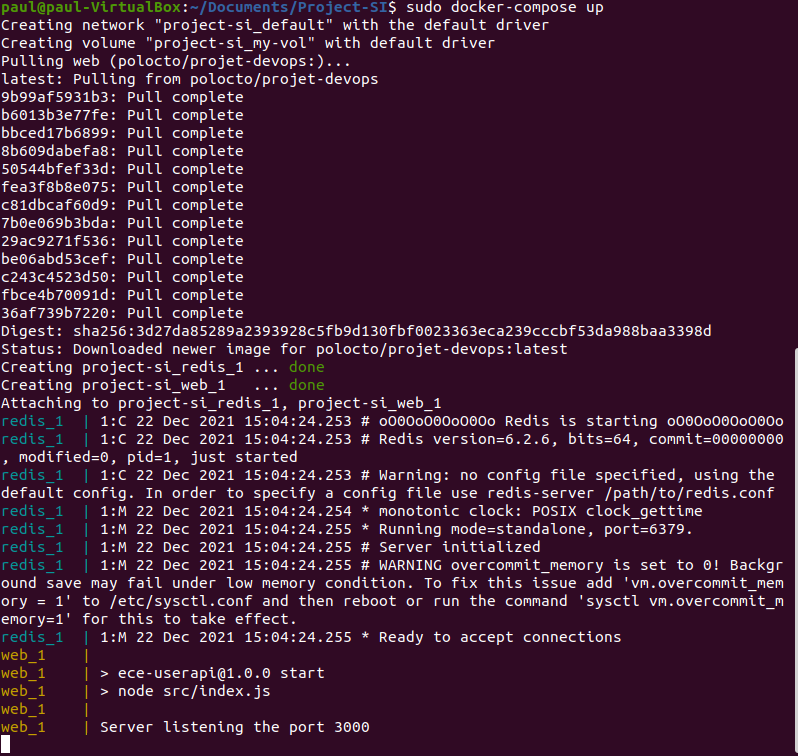 paul@paul-VirtualBox:~/Documents/Project-SI$ sudo docker-compose up
Creating network "project-si_default" with the default driver
Creating volume "project-si_my-vol" with default driver
Pulling web (polocto/projet-devops:)...
latest: Pulling from polocto/projet-devops
9b99af5931b3: Pull complete
b6013b3e77fe: Pull complete
bbced17b6899: Pull complete
8b609dabefa8: Pull complete
50544bfef33d: Pull complete
fea3f8b8e075: Pull complete
c81dbcaf60d9: Pull complete
7b0e069b3bda: Pull complete
29ac9271f536: Pull complete
be06abd53cef: Pull complete
c243c4523d50: Pull complete
fbce4b70091d: Pull complete
36af739b7220: Pull complete
Digest: sha256:3d27da85289a2393928c5fb9d130fbf0023363eca239cccbf53da988baa3398d
Status: Downloaded newer image for polocto/projet-devops:latest
Creating project-si_redis_1 ... done
Creating project-si_web_1   ... done
Attaching to project-si_redis_1, project-si_web_1
redis_1  | 1:C 22 Dec 2021 15:04:24.253 # oO0OoO0OoO0Oo Redis is starting oO0OoO0OoO0Oo
redis_1  | 1:C 22 Dec 2021 15:04:24.253 # Redis version=6.2.6, bits=64, commit=00000000
, modified=0, pid=1, just started
redis_1  | 1:C 22 Dec 2021 15:04:24.253 # Warning: no config file specified, using the
default config. In order to specify a config file use redis-server /path/to/redis.conf
redis_1  | 1:M 22 Dec 2021 15:04:24.254 * monotonic clock: POSIX clock_gettime
redis_1  | 1:M 22 Dec 2021 15:04:24.255 * Running mode=standalone, port=6379.
redis_1  | 1:M 22 Dec 2021 15:04:24.255 # Server initialized
redis_1  | 1:M 22 Dec 2021 15:04:24.255 # WARNING overcommit_memory is set to 0! Backgr
ound save may fail under low memory condition. To fix this issue add 'vm.overcommit_mem
ory = 1' to /etc/sysctl.conf and then reboot or run the command 'sysctl vm.overcommit_m
emory=1' for this to take effect.
redis_1  | 1:M 22 Dec 2021 15:04:24.255 * Ready to accept connections
web_1    |
web_1    | > ece-userapi@1.0.0 start
web_1    | > node src/index.js
web_1    |
web_1    | Server listening the port 3000